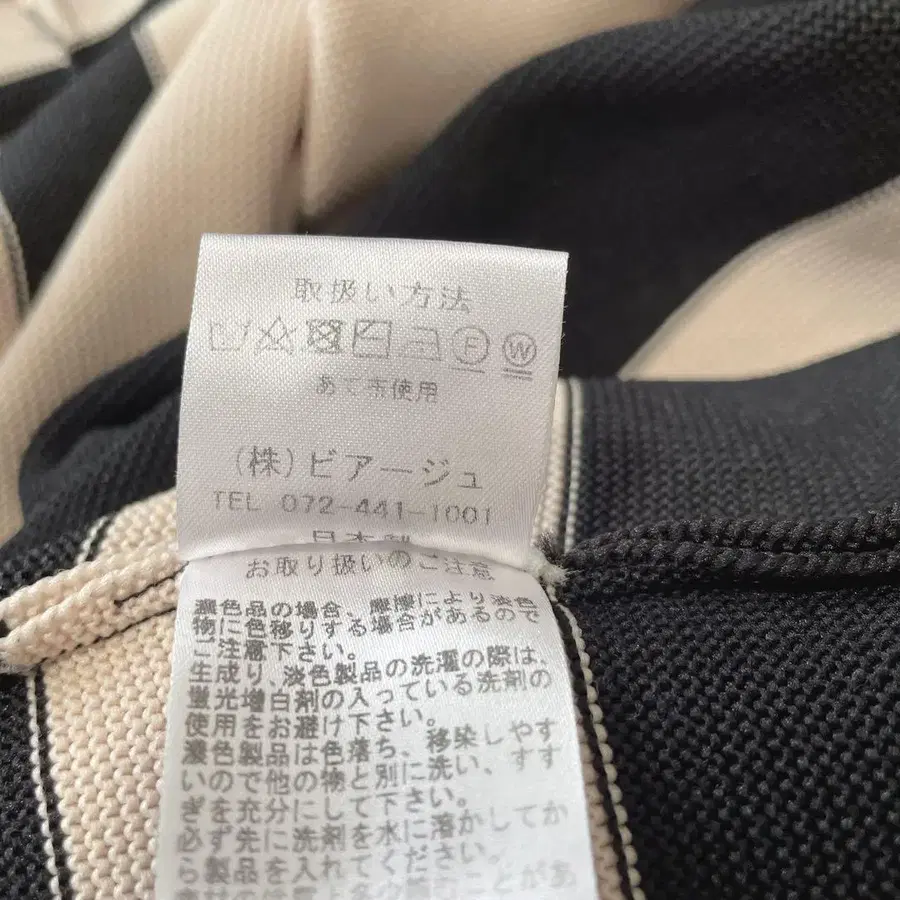 取扱い方法
F W
あて布使用
(株)ビアージュ
TEL 072-441-1001
日本製
お取り扱いのご注意
濃色品の場合、摩擦により淡色
物に色移りする場合があるので
ご注意下さい。
生成り、淡色製品の洗濯の際は、
蛍光増白剤の入っている洗剤の
使用をお避け下さい。
濃色製品は色落ち、移染しやす
いので他の物と別に洗い、すす
ぎを充分にして下さい。
必ず先に洗剤を水に溶かしてか
ら製品を入れてください。